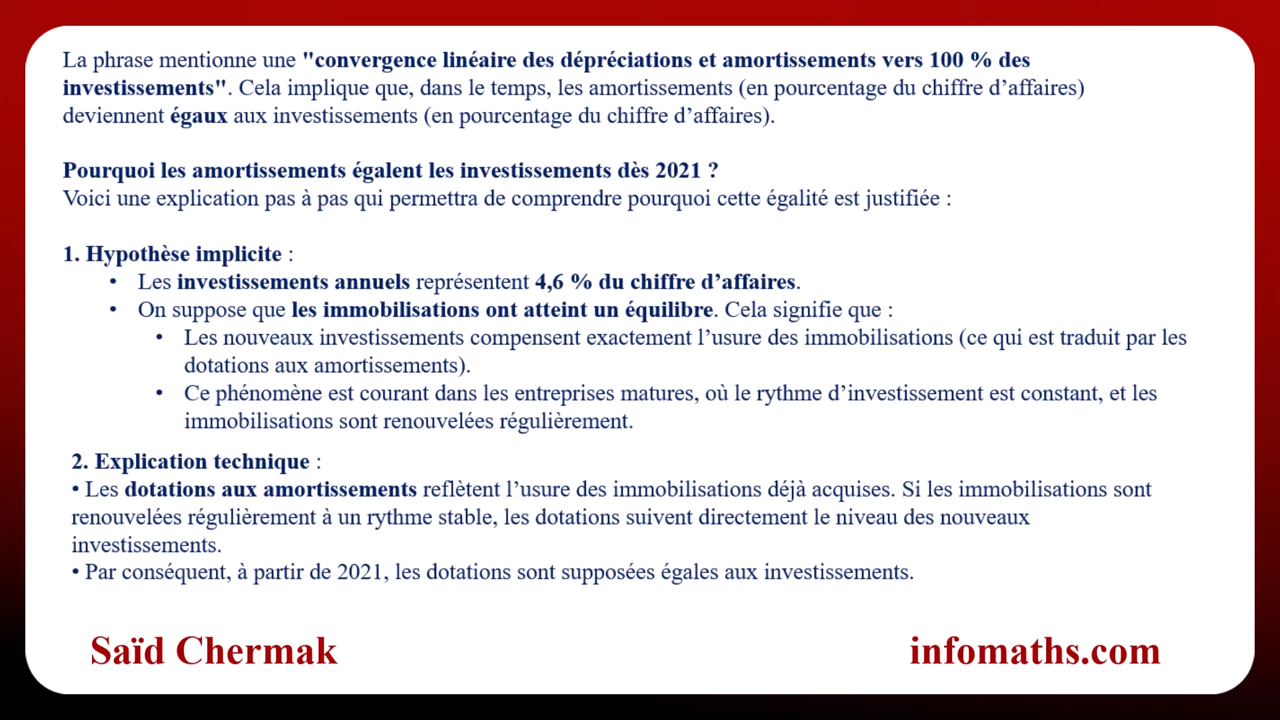 La phrase mentionne une "convergence linéaire des dépréciations et amortissements vers 100 % des
investissements". Cela implique que, dans le temps, les amortissements (en pourcentage du chiffre d’affaires)
deviennent égaux aux investissements (en pourcentage du chiffre d’affaires).
Pourquoi les amortissements égalent les investissements dès 2021 ?
Voici une explication pas à pas qui permettra de comprendre pourquoi cette égalité est justifiée :
1. Hypothèse implicite :
• Les investissements annuels représentent 4,6 % du chiffre d’affaires.
• On suppose que les immobilisations ont atteint un équilibre. Cela signifie que :
• Les nouveaux investissements compensent exactement l’usure des immobilisations (ce qui est traduit par les
dotations aux amortissements).
• Ce phénomène est courant dans les entreprises matures, où le rythme d’investissement est constant, et les
immobilisations sont renouvelées régulièrement.
2. Explication technique :
• Les dotations aux amortissements reflètent l’usure des immobilisations déjà acquises. Si les immobilisations sont
renouvelées régulièrement à un rythme stable, les dotations suivent directement le niveau des nouveaux
investissements.
• Par conséquent, à partir de 2021, les dotations sont supposées égales aux investissements.
Saïd Chermak
infomaths.com